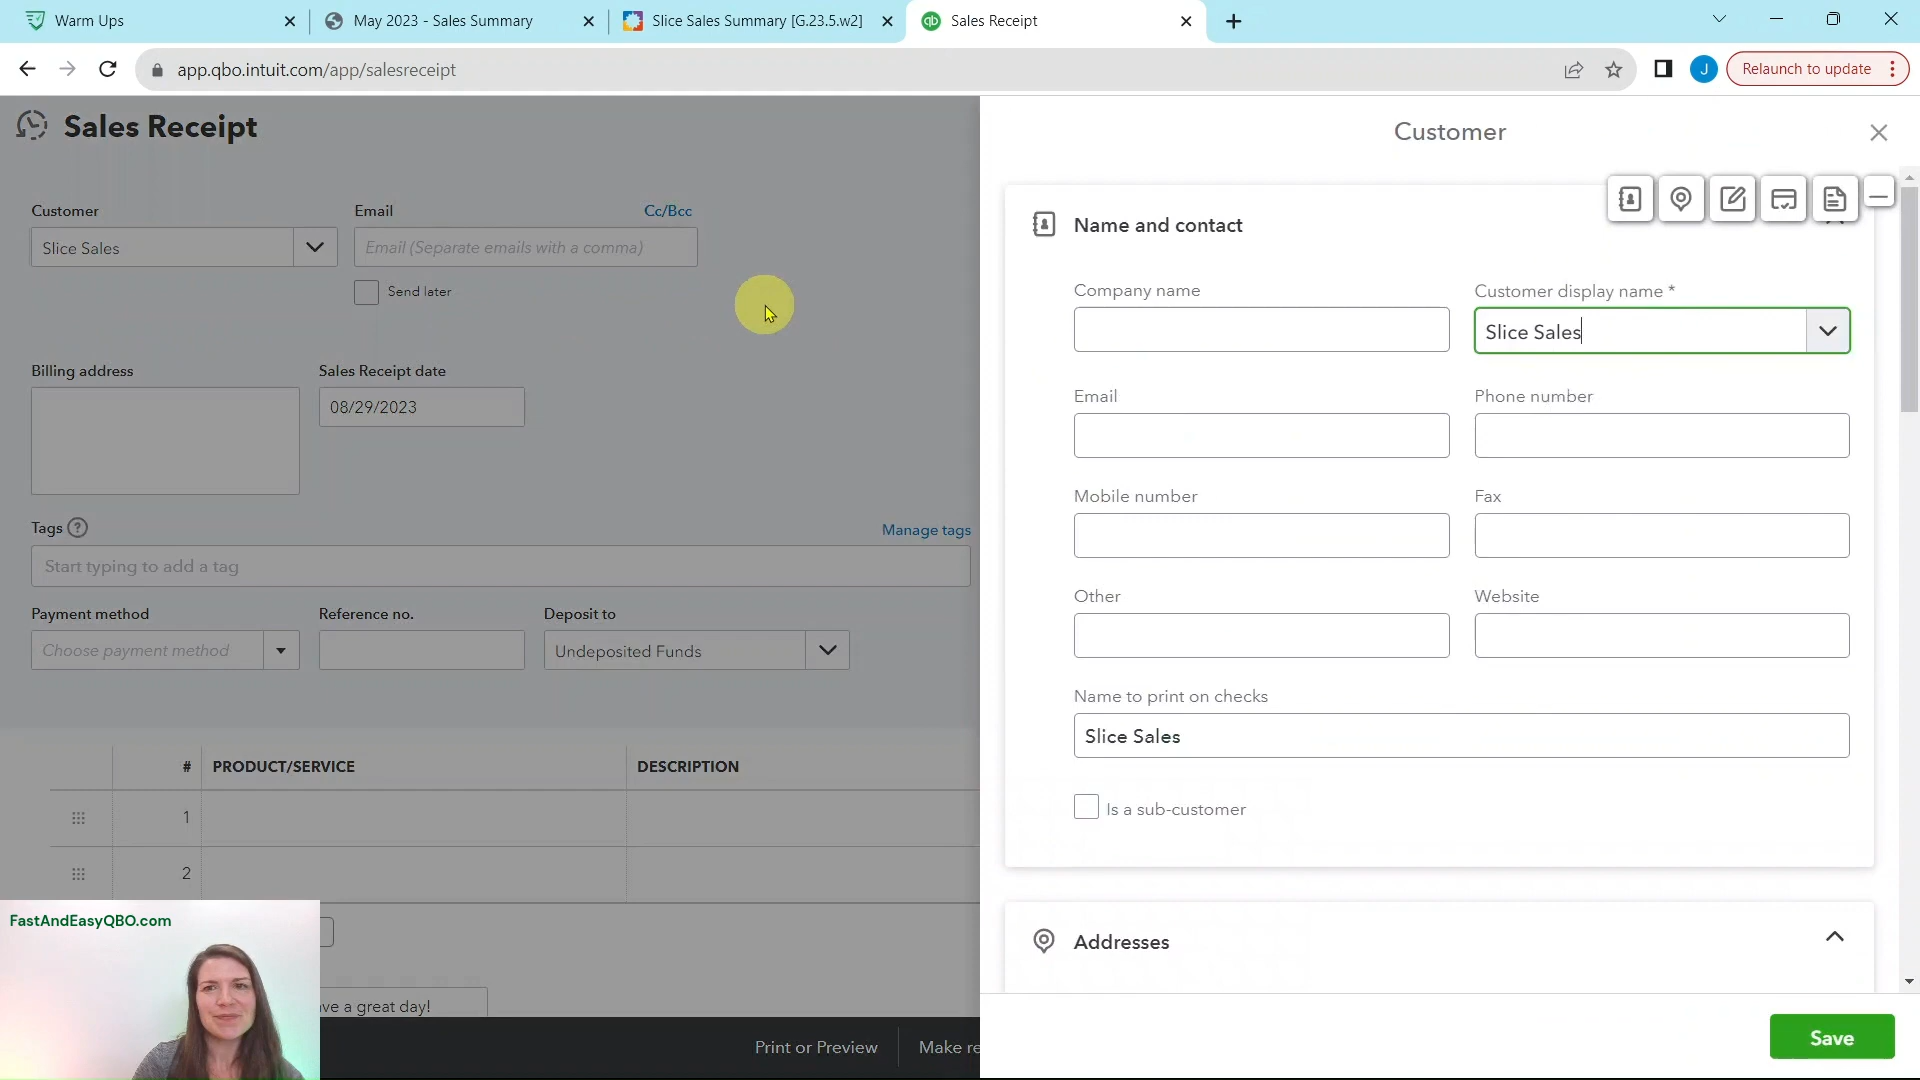 Warm Ups
May 2023 - Sales Summary
Slice Sales Summary [G.23.5.w2]
Sales Receipt
app.qbo.intuit.com/app/salesreceipt
J
Relaunch to update
Sales Receipt
Customer
Email
Cc/Bcc
Slice Sales
Email (Separate emails with a comma)
Send later
Billing address
Sales Receipt date
08/29/2023
Tags
Manage tags
Start typing to add a tag
Payment method
Reference no.
Deposit to
Choose payment method
Undeposited Funds
# PRODUCT/SERVICE DESCRIPTION
1
2
FastAndEasyQBO.com
ve a great day!
Print or Preview
Make re
Customer
Name and contact
Company name
Customer display name *
Slice Sales
Email
Phone number
Mobile number
Fax
Other
Website
Name to print on checks
Slice Sales
Is a sub-customer
Addresses
Save